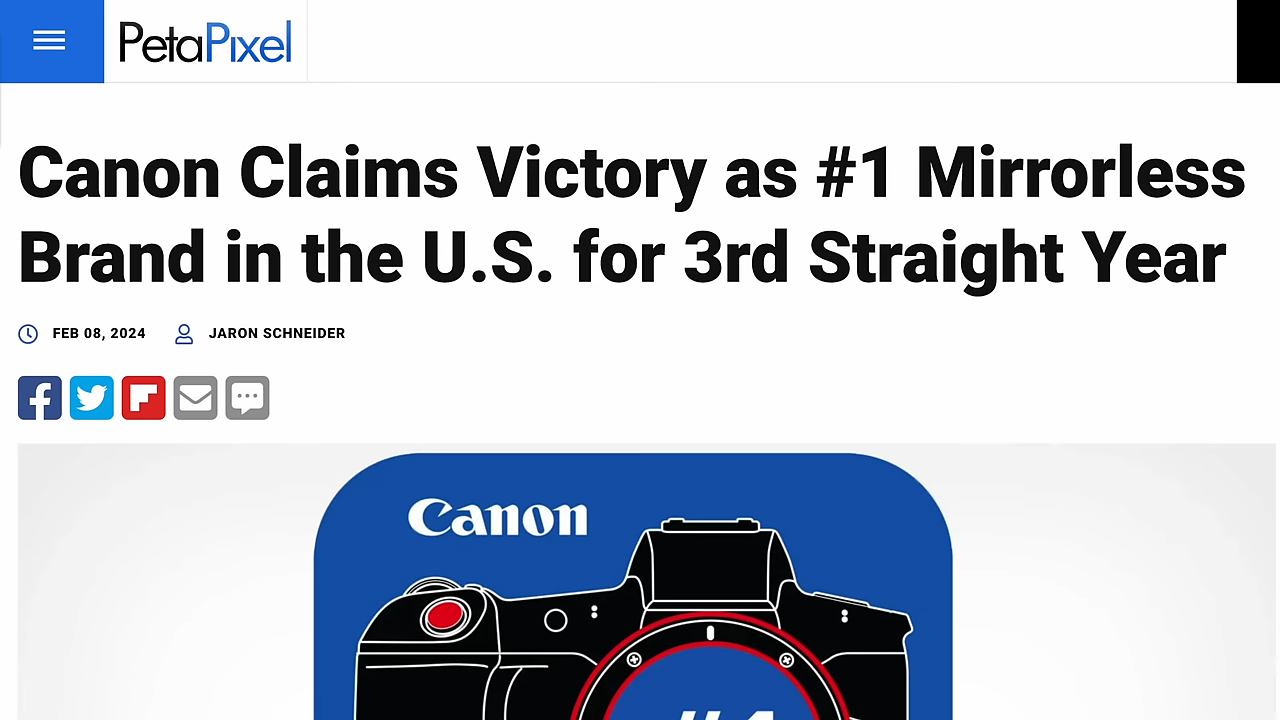 PetaPixel
Canon Claims Victory as #1 Mirrorless
Brand in the U.S. for 3rd Straight Year
FEB 08, 2024 JARON SCHNEIDER
Canon
#1